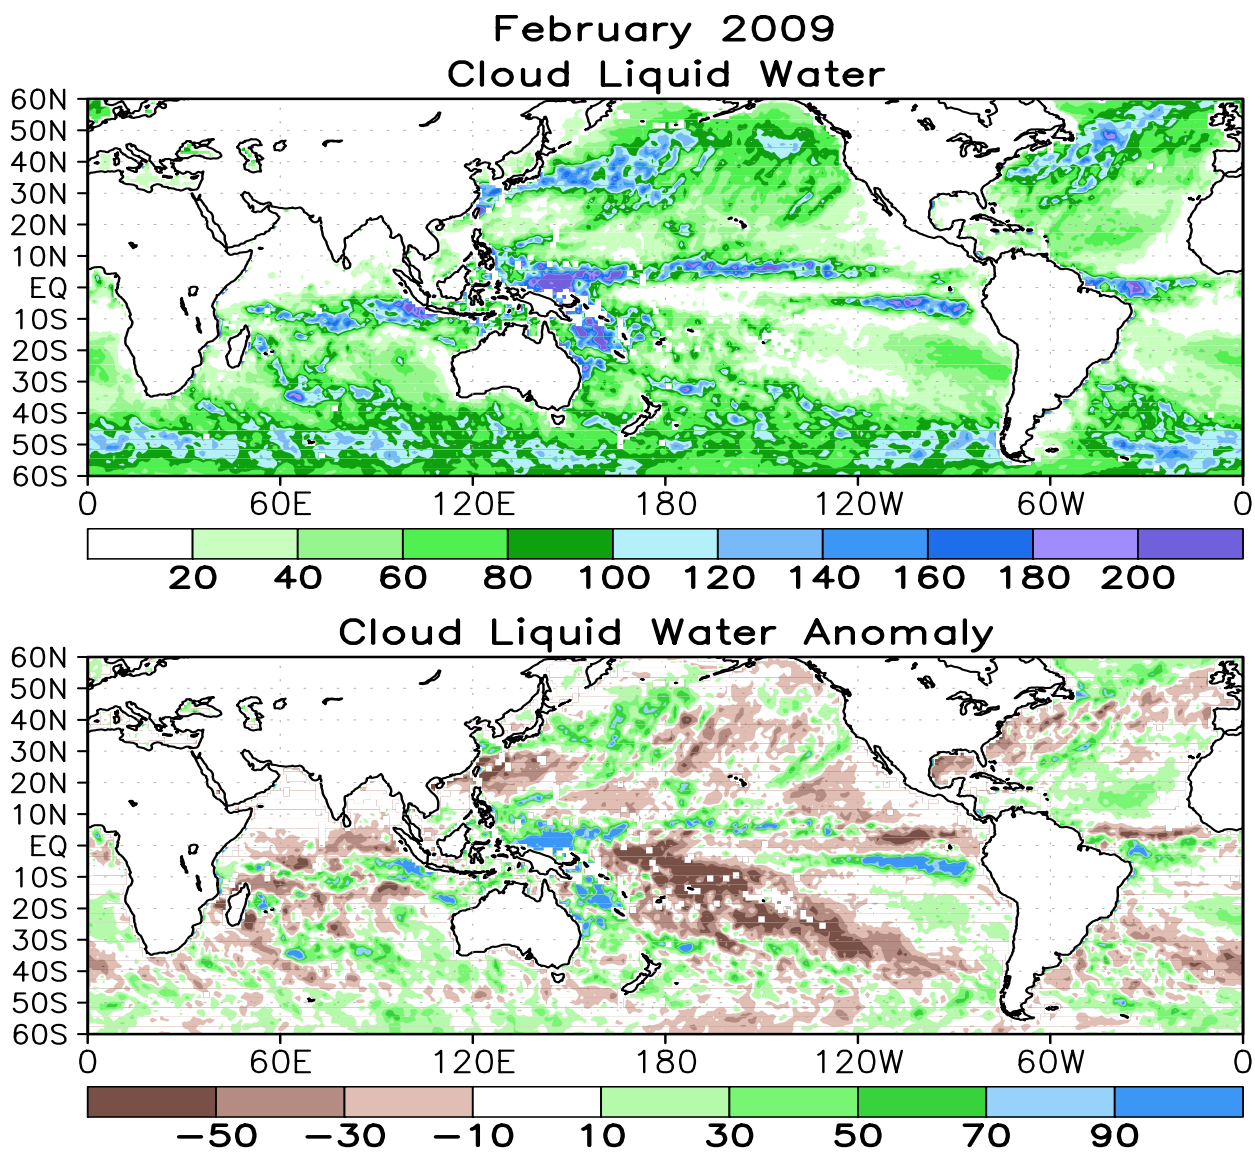 February 2009
Cloud Liquid Water
60N
50N
40N
30N
20N
10N
EQ
10S
20S
30S
40S
50S
60S
0 60E 120E 180 120W 60W 0
20 40 60 80 100 120 140 160 180 200
Cloud Liquid Water Anomaly
60N
50N
40N
30N
20N
10N
EQ
10S
20S
30S
40S
50S
60S
0 60E 120E 180 120W 60W 0
−50 −30 −10 10 30 50 70 90